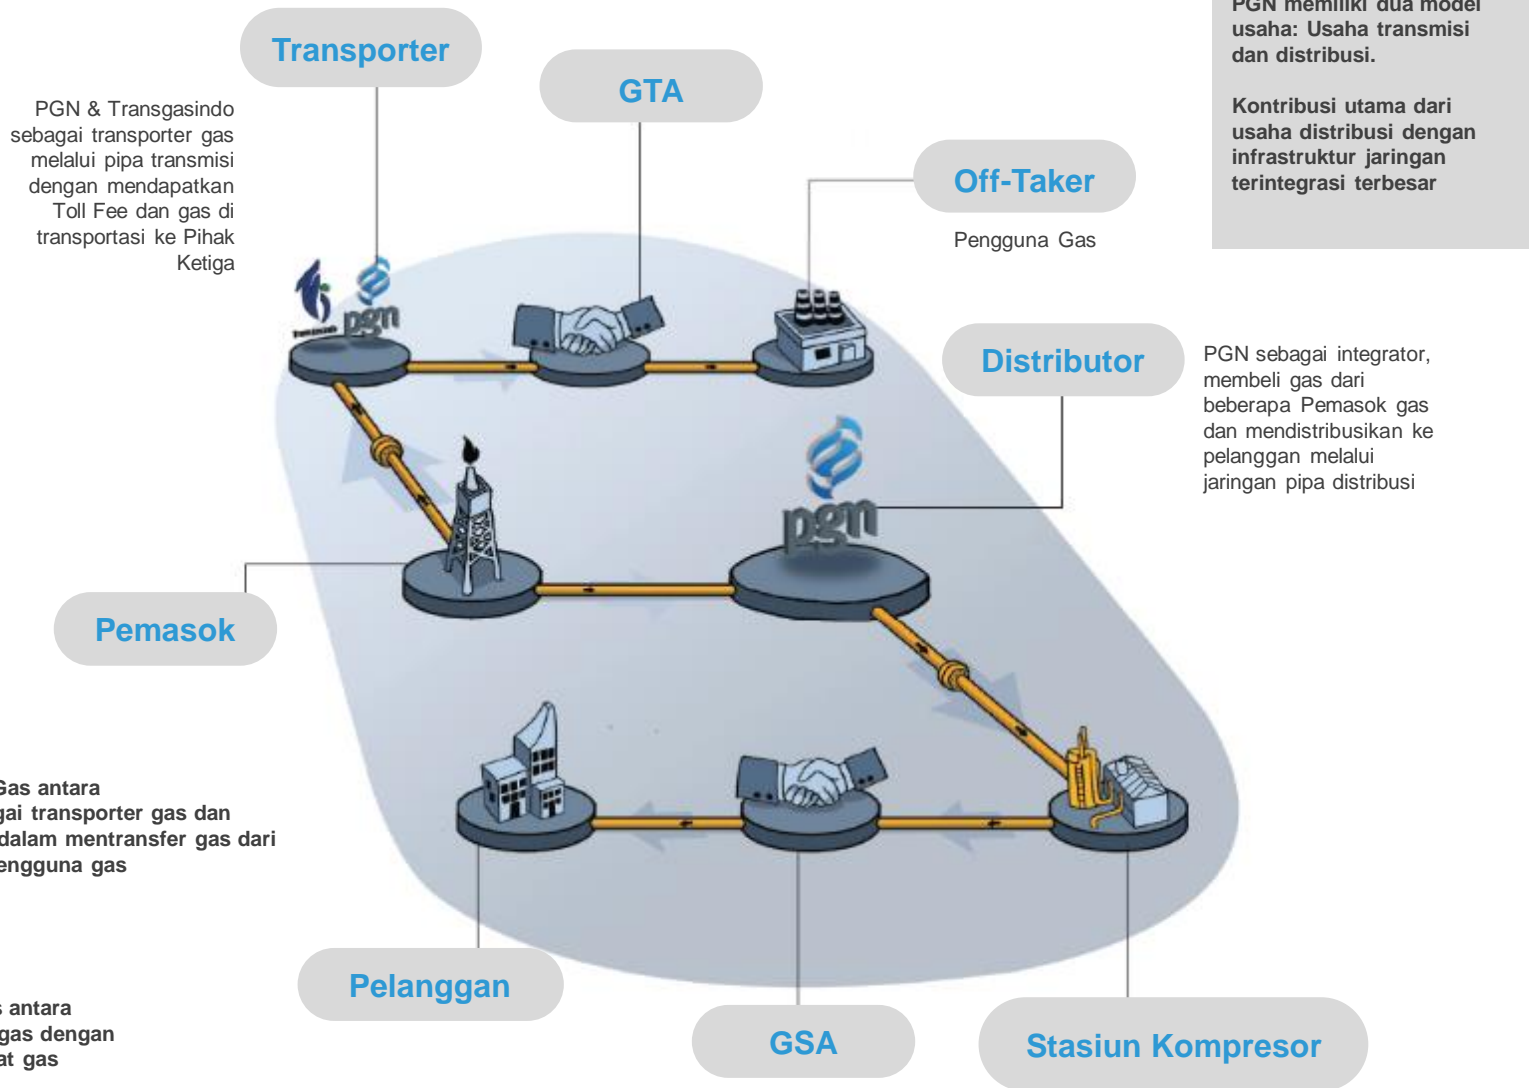 PGN memiliki dua model
usaha: Usaha transmisi
dan distribusi.
Kontribusi utama dari
usaha distribusi dengan
infrastruktur jaringan
terintegrasi terbesar
Transporter
PGN & Transgasindo
sebagai transporter gas
melalui pipa transmisi
dengan mendapatkan
Toll Fee dan gas di
transportasi ke Pihak
Ketiga
GTA
Off-Taker
Pengguna Gas
pgn
Distributor
PGN sebagai integrator,
membeli gas dari
beberapa Pemasok gas
dan mendistribusikan ke
pelanggan melalui
jaringan pipa distribusi
pgn
Pemasok
Gas antara
transporter gas dan
dalam mentransfer gas dari
gas
Pelanggan
antara
gas dengan
gas
GSA
Stasiun Kompresor